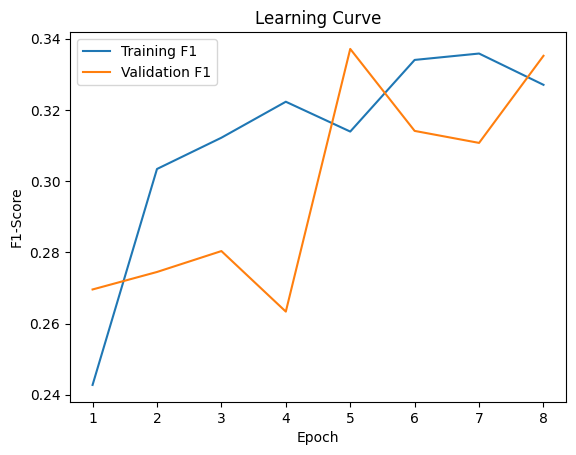 Learning Curve
Training F1
Validation F1
0.34
0.32
0.30
0.28
0.26
0.24
F1-Score
1 2 3 4 5 6 7 8
Epoch